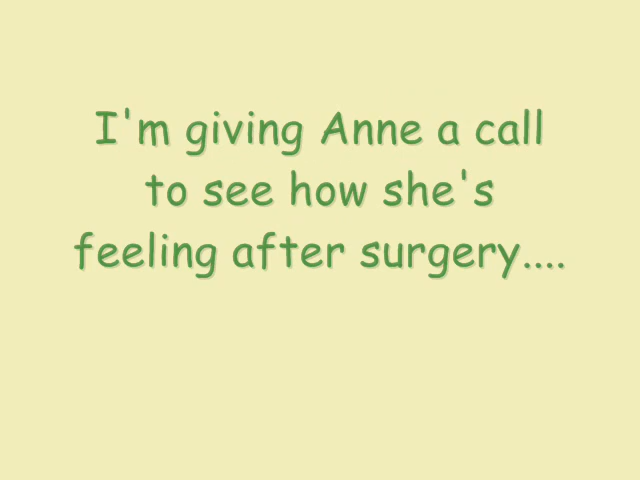 I'm giving Anne a call
to see how she's
feeling after surgery....